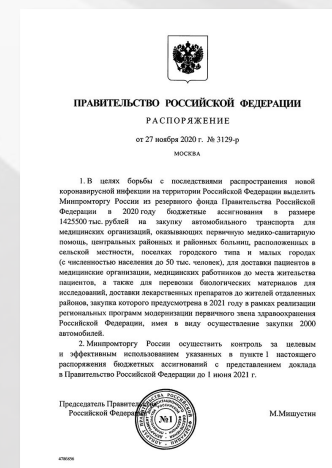 ПРАВИТЕЛЬСТВО РОССИЙСКОЙ ФЕДЕРАЦИИ
РАСПОРЯЖЕНИЕ
от 27 ноября 2020 г. № 3129-р
МОСКВА
1. В целях борьбы с последствиями распространения новой
коронавирусной инфекции на территории Российской Федерации выделить
Минпромторгу России из резервного фонда Правительства Российской
Федерации в 2020 году бюджетные ассигнования в размере
1425500 тыс. рублей на закупку автомобильного транспорта для
медицинских организаций, оказывающих первичную медико-санитарную
помощь, центральных районных и районных больниц, расположенных в
сельской местности, поселках городского типа и малых городах
(с численностью населения до 50 тыс. человек), для доставки пациентов в
медицинские организации, медицинских работников до места жительства
пациентов, а также для перевозки биологических материалов для
исследований, доставки лекарственных препаратов до жителей отдаленных
районов, закупка которого предусмотрена в 2021 году в рамках реализации
региональных программ модернизации первичного звена здравоохранения
Российской Федерации, имея в виду осуществление закупки 2000
автомобилей.
2. Минпромторгу России осуществить контроль за целевым
и эффективным использованием указанных в пункте 1 настоящего
распоряжения бюджетных ассигнований с представлением доклада
в Правительство Российской Федерации до 1 июня 2021 г.
Председатель Правительства
Российской Федерации М.Мишустин
№1